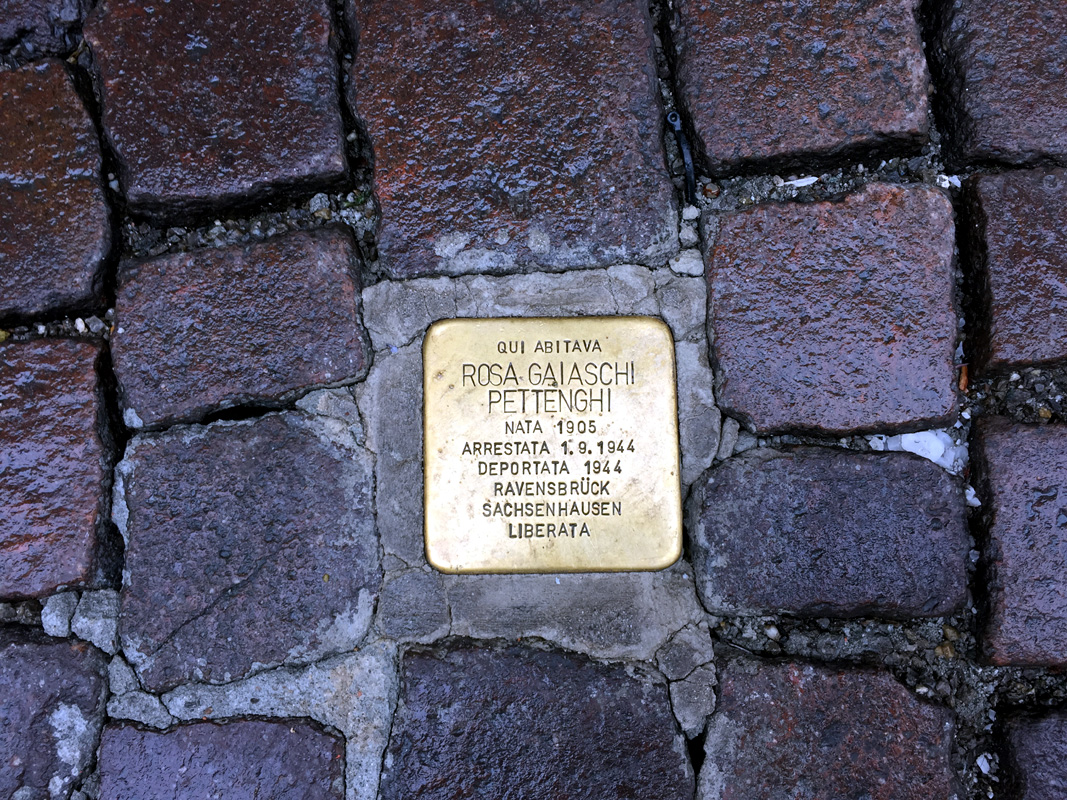 QUI ABITAVA
ROSA GAIASCHI
PETTENGHI
NATA 1905
ARRESTATA 1.9.1944
DEPORTATA 1944
RAVENSBRÜCK
SACHSENHAUSEN
LIBERATA